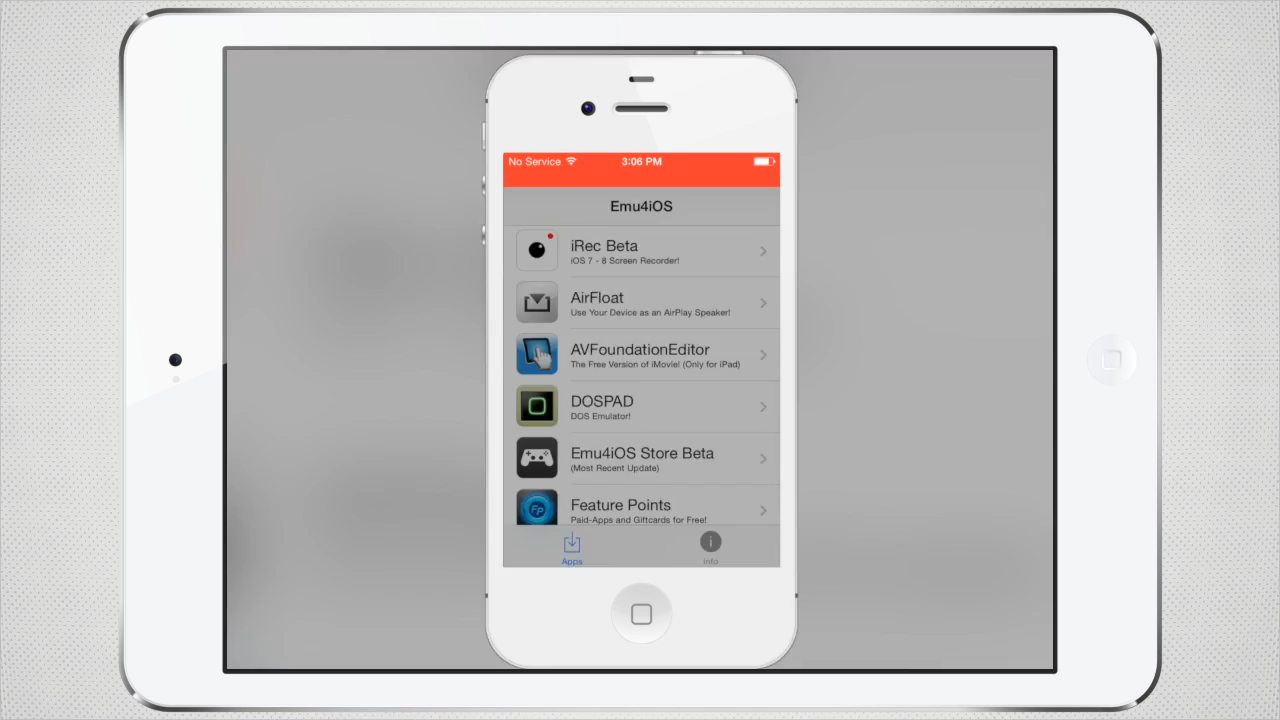 No Service 3:06 PM
Emu4iOS
iRec Beta
iOS 7 - 8 Screen Recorder!
AirFloat
Use Your Device as an AirPlay Speaker!
AVFoundationEditor
The Free Version of iMovie! (Only for iPad)
DOSPAD
DOS Emulator!
Emu4iOS Store Beta
(Most Recent Update)
Fp
Feature Points
Paid-Apps and Giftcards for Free!
Apps Info